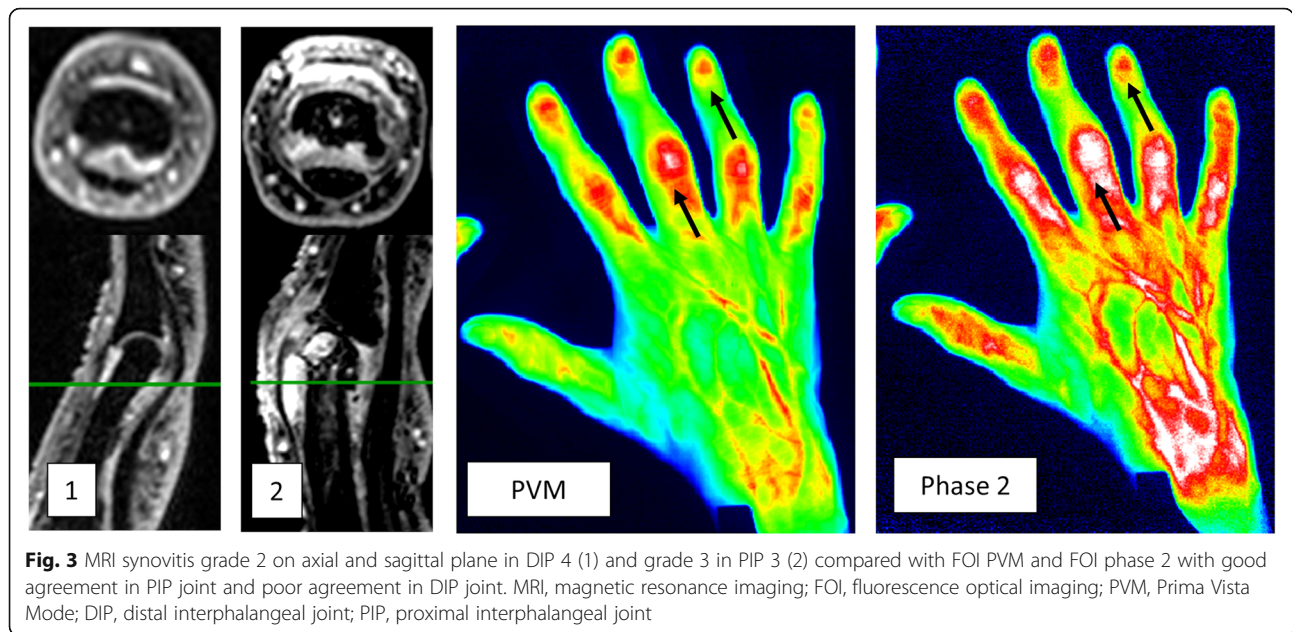 1
2
PVM
Phase 2
Fig. 3 MRI synovitis grade 2 on axial and sagittal plane in DIP 4 (1) and grade 3 in PIP 3 (2) compared with FOI PVM and FOI phase 2 with good
agreement in PIP joint and poor agreement in DIP joint. MRI, magnetic resonance imaging; FOI, fluorescence optical imaging; PVM, Prima Vista
Mode; DIP, distal interphalangeal joint; PIP, proximal interphalangeal joint